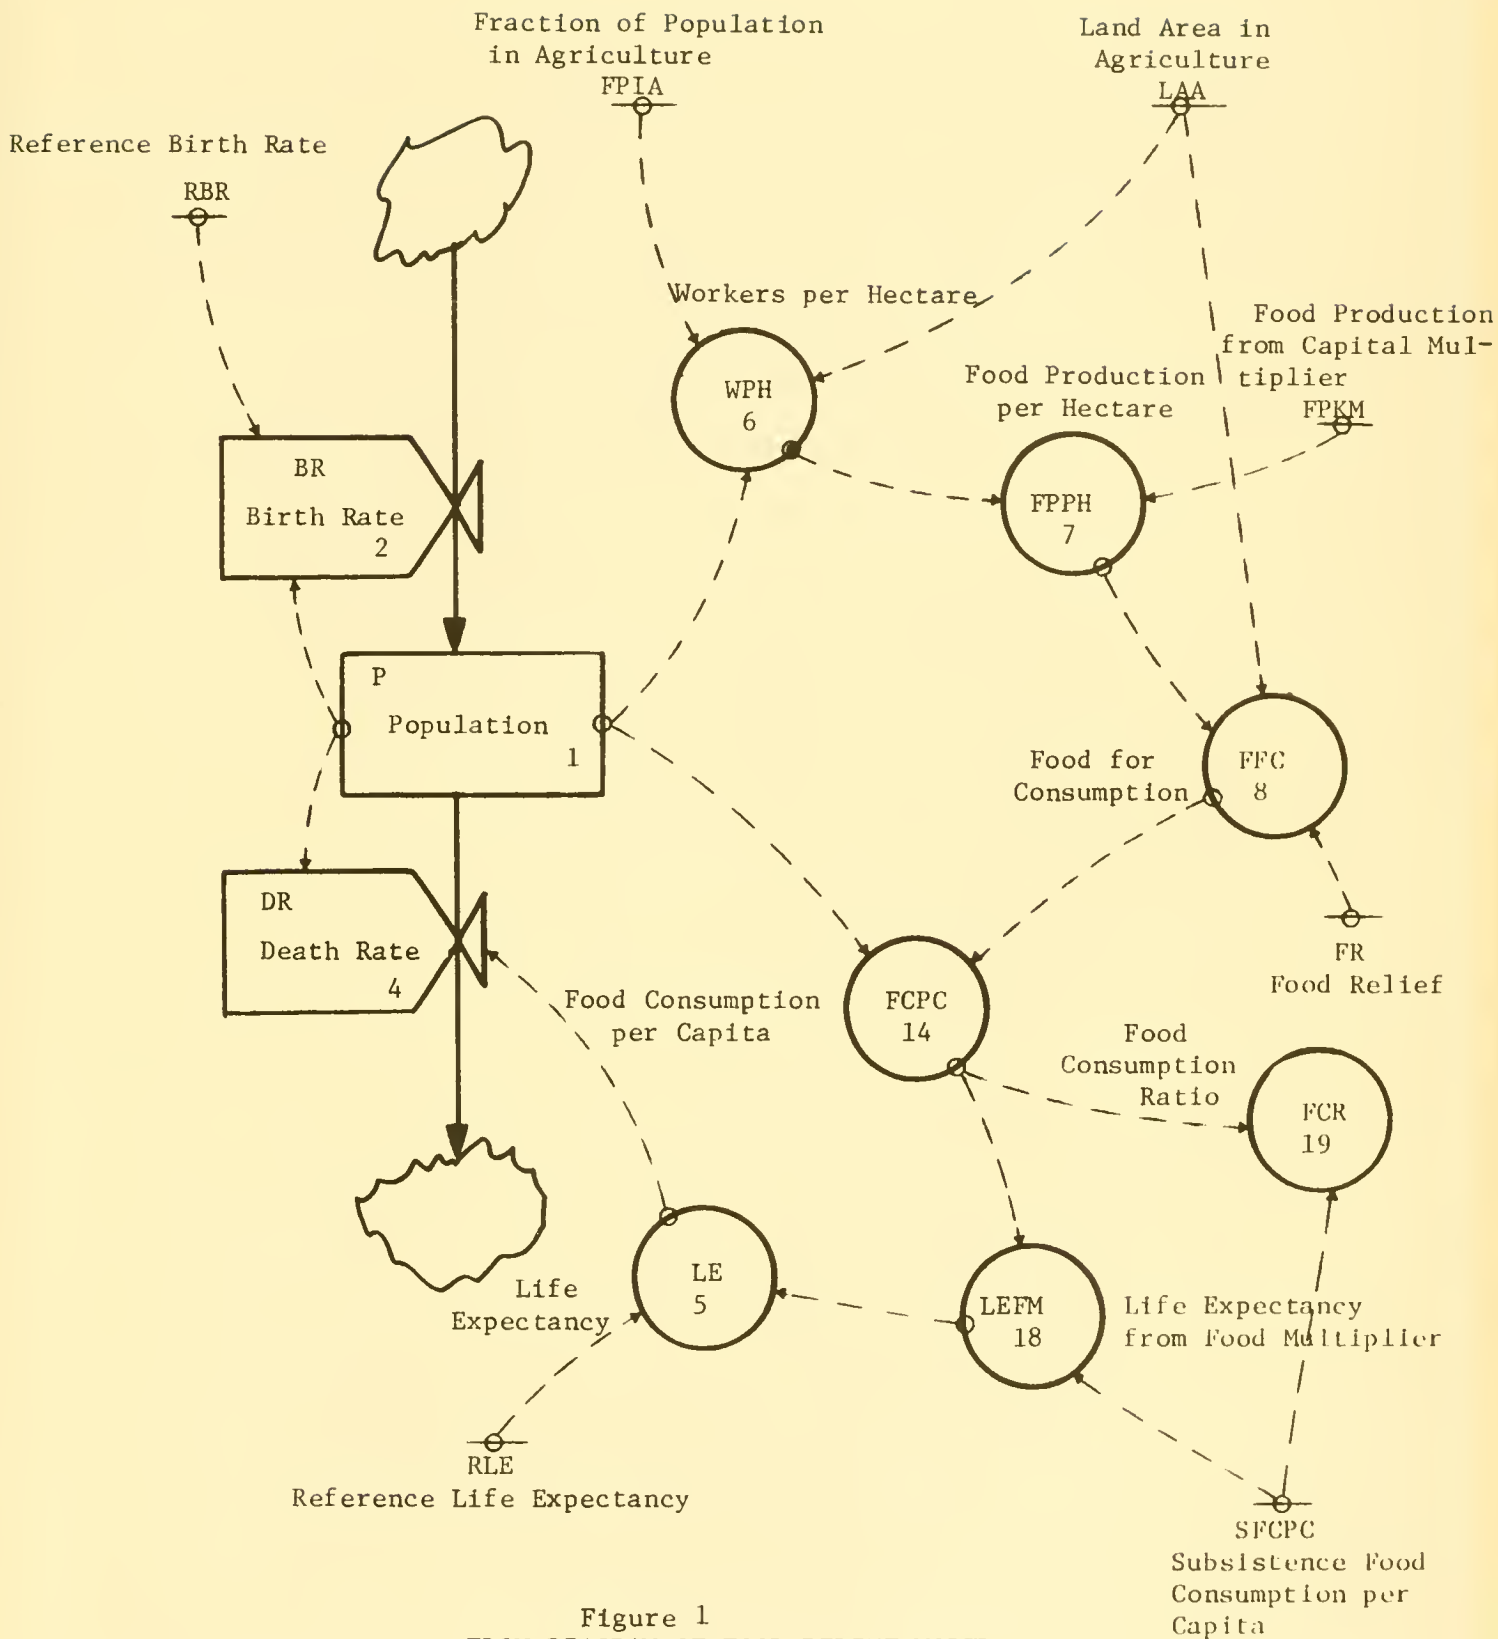 Fraction of Population
in Agriculture
FPIA
Land Area in
Agriculture
LAA
Reference Birth Rate
RBR
Workers per Hectare
WPH
6
Food Production
from Capital Mul-
tiplier
FPKM
Food Production
per Hectare
FPPH
7
BR
Birth Rate
2
P
Population
1
Food for
Consumption
FFC
8
DR
Death Rate
4
FR
Food Relief
Food Consumption
per Capita
FCPC
14
Food
Consumption
Ratio
FCR
19
Life
Expectancy
LE
5
LEFM
18
Life Expectancy
from Food Multiplier
RLE
Reference Life Expectancy
SFCPC
Subsistence Food
Consumption per
Capita
Figure 1